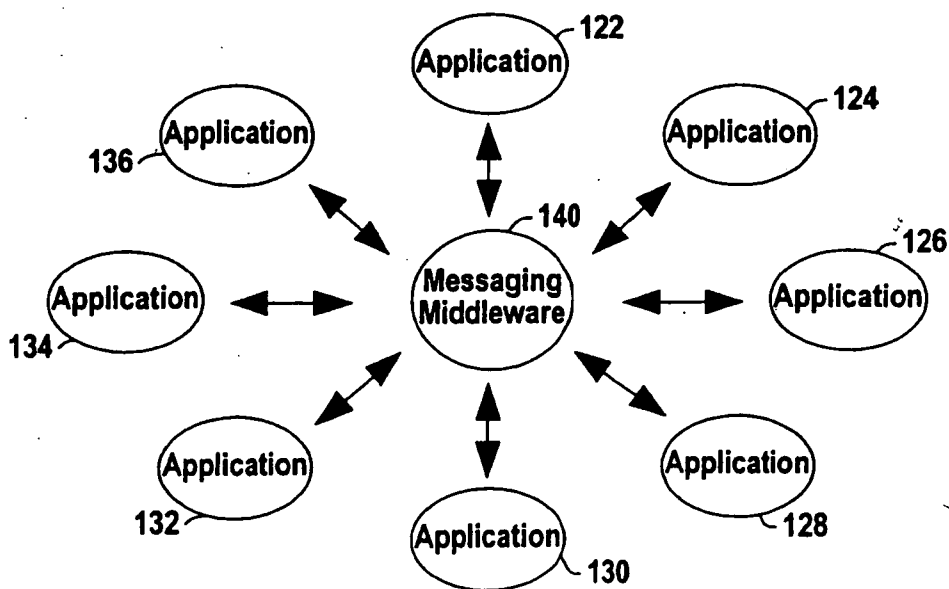 122
Application
124
Application
136
Application
140
Messaging
Middleware
126
Application
134
Application
132
Application
128
Application
130
Application